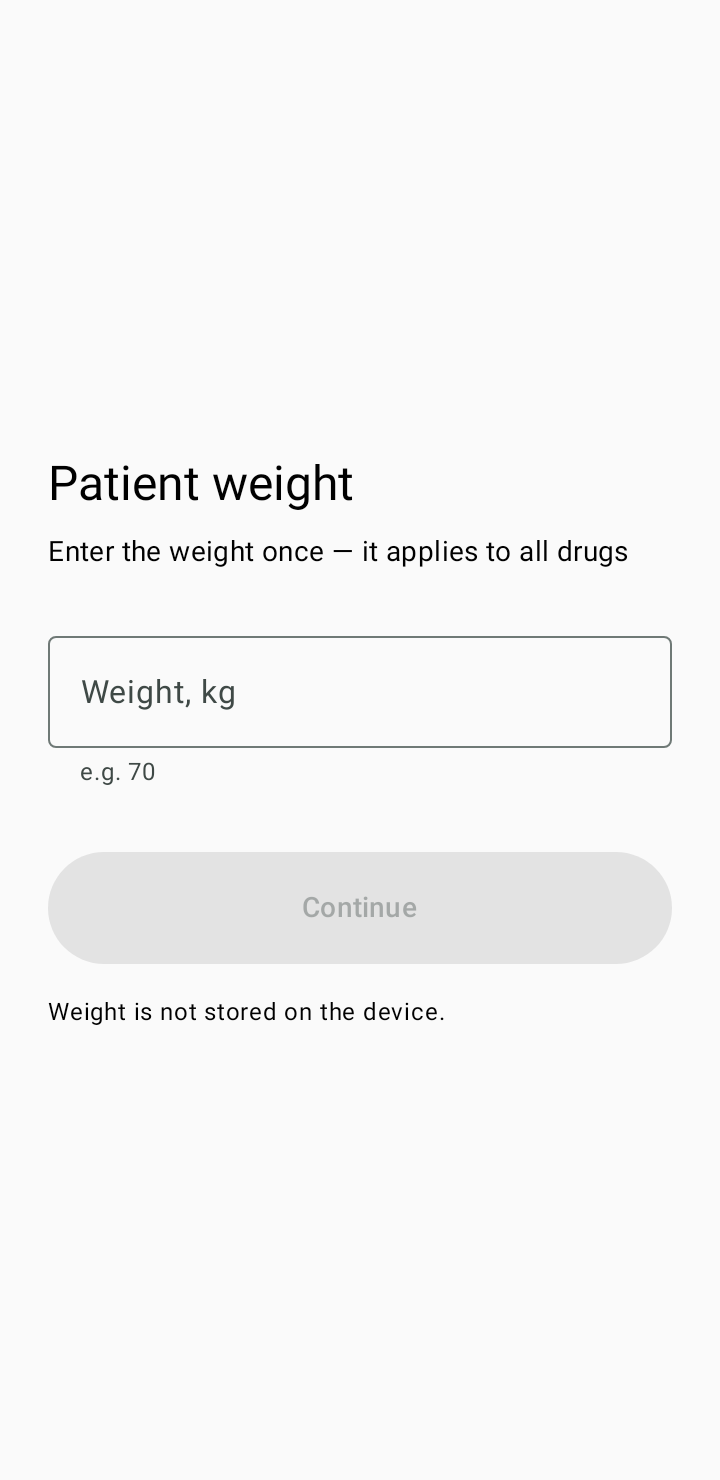 Patient weight
Enter the weight once — it applies to all drugs
Weight, kg
e.g. 70
Continue
Weight is not stored on the device.